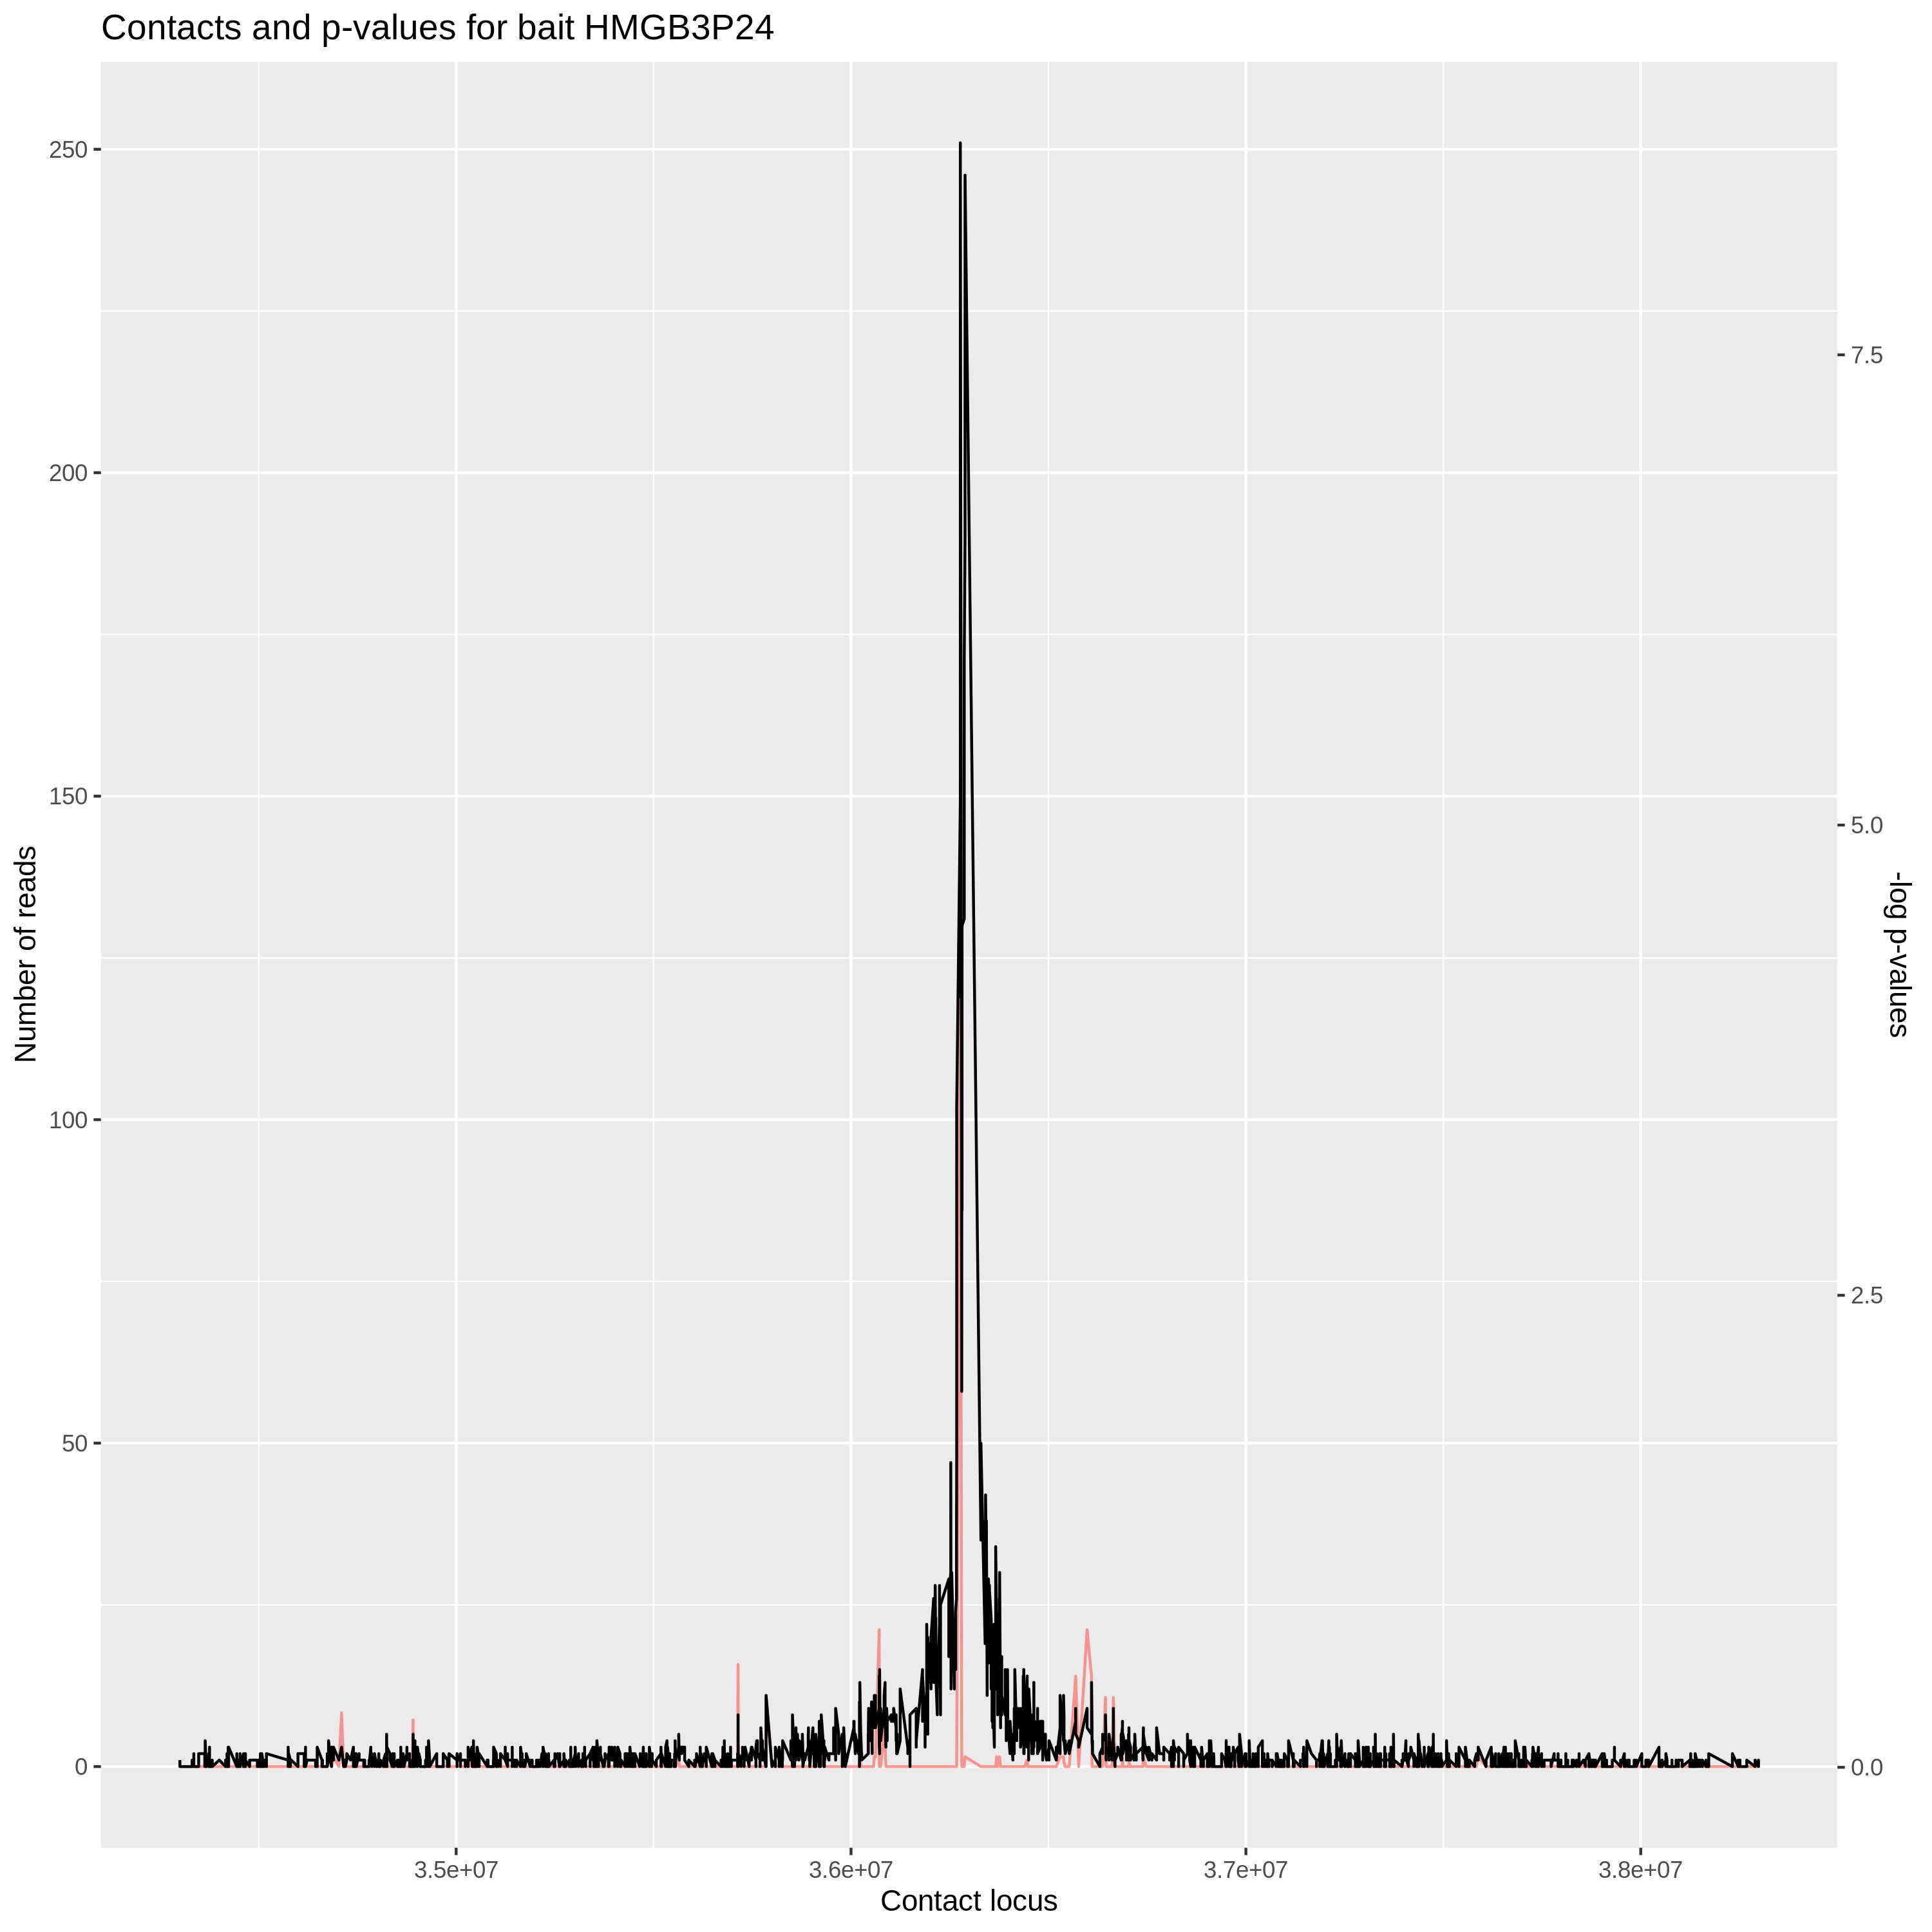 Contacts and p-values for bait HMGB3P24
250
200
150
100
50
0
Number of reads
7.5
5.0
2.5
0.0
-log p-values
3.5e+07
3.6e+07
3.7e+07
3.8e+07
Contact locus